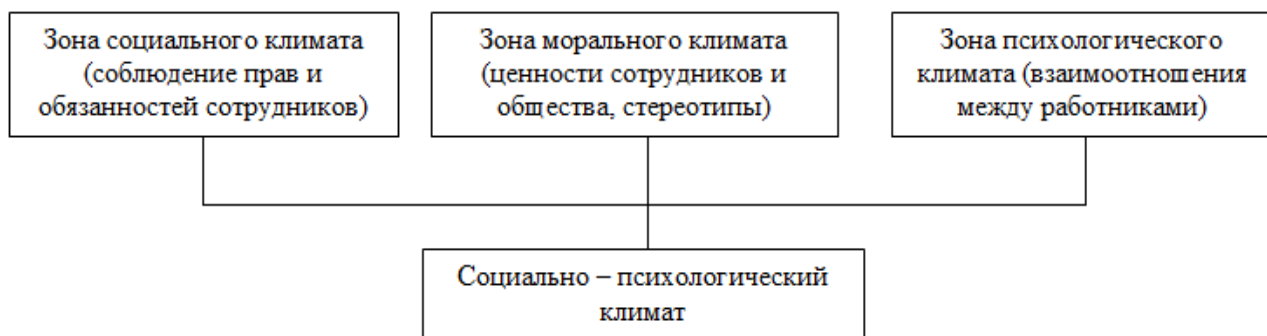 Зона социального климата
(соблюдение прав и
обязанностей сотрудников)
Зона морального климата
(ценности сотрудников и
общества, стереотипы)
Зона психологического
климата (взаимоотношения
между работниками)
Социально – психологический
климат